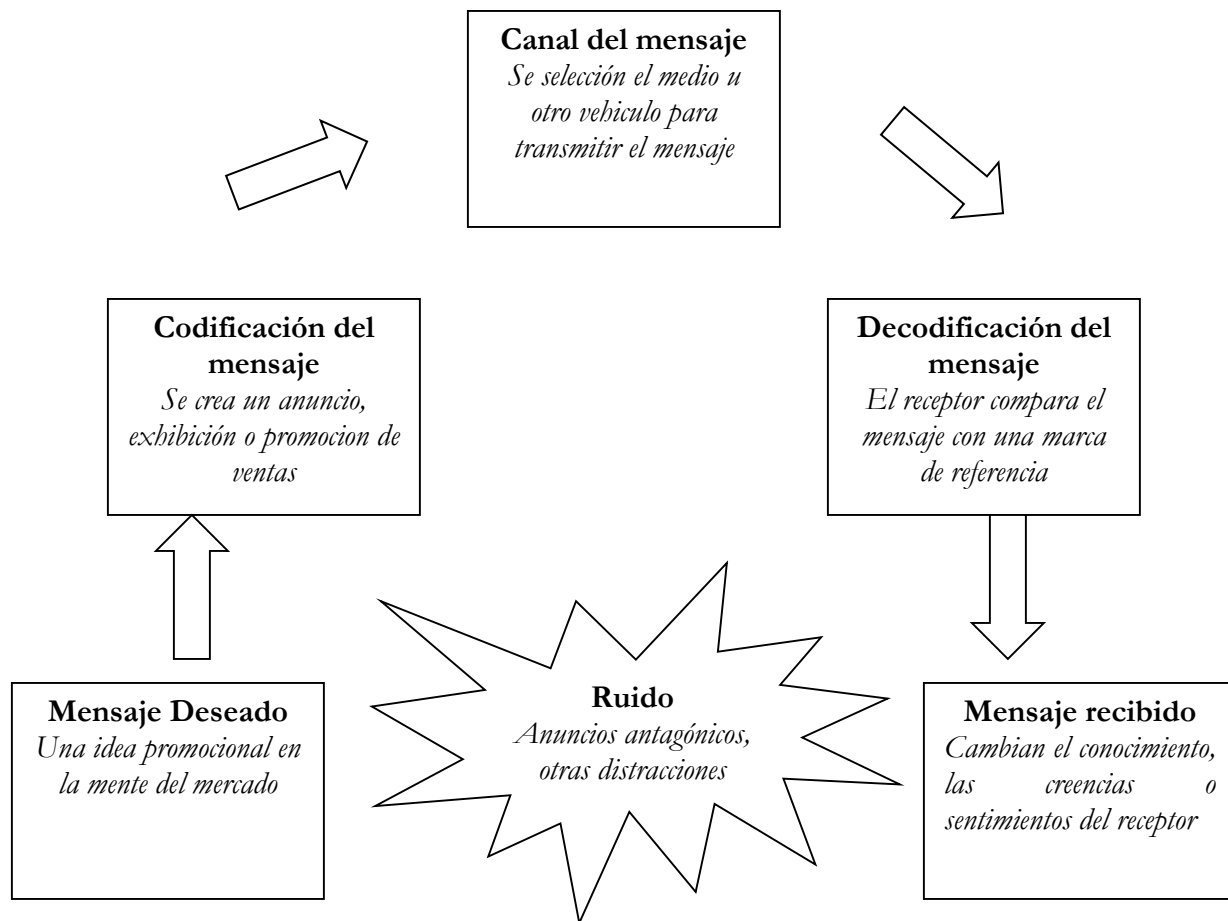 Canal del mensaje
Se selección el medio u
otro vehiculo para
transmitir el mensaje
Codificación del
mensaje
Se crea un anuncio,
exhibición o promocion de
ventas
Decodificación del
mensaje
El receptor compara el
mensaje con una marca
de referencia
Mensaje Deseado
Una idea promocional en
la mente del mercado
Ruido
Anuncios antagónicos,
otras distracciones
Mensaje recibido
Cambian el conocimiento,
las creencias o
sentimientos del receptor